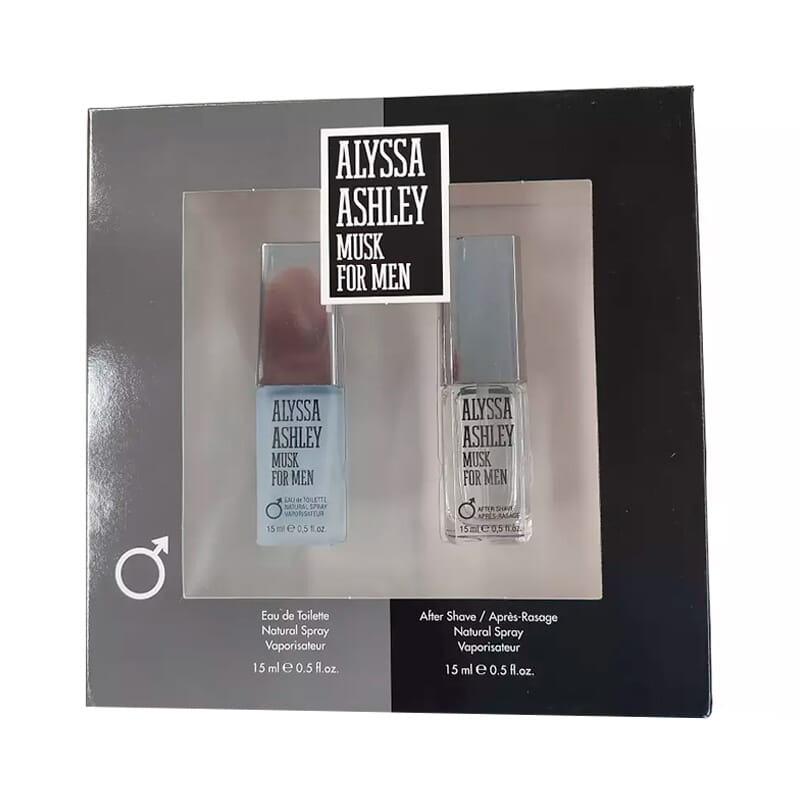 ALYSSA
ASHLEY
MUSK
FOR MEN
ALYSSA
ASHLEY
MUSK
FOR MEN
EAU de TOILETTE
NATURAL SPRAY
VAPORISATEUR
15 ml e 0,5 fl.oz.
ALYSSA
ASHLEY
MUSK
FOR MEN
AFTER SHAVE
APRÈS-RASAGE
15 ml e 0,5 fl.oz.
Eau de Toilette
Natural Spray
Vaporisateur
15 ml e 0.5 fl.oz.
After Shave / Après-Rasage
Natural Spray
Vaporisateur
15 ml e 0.5 fl.oz.